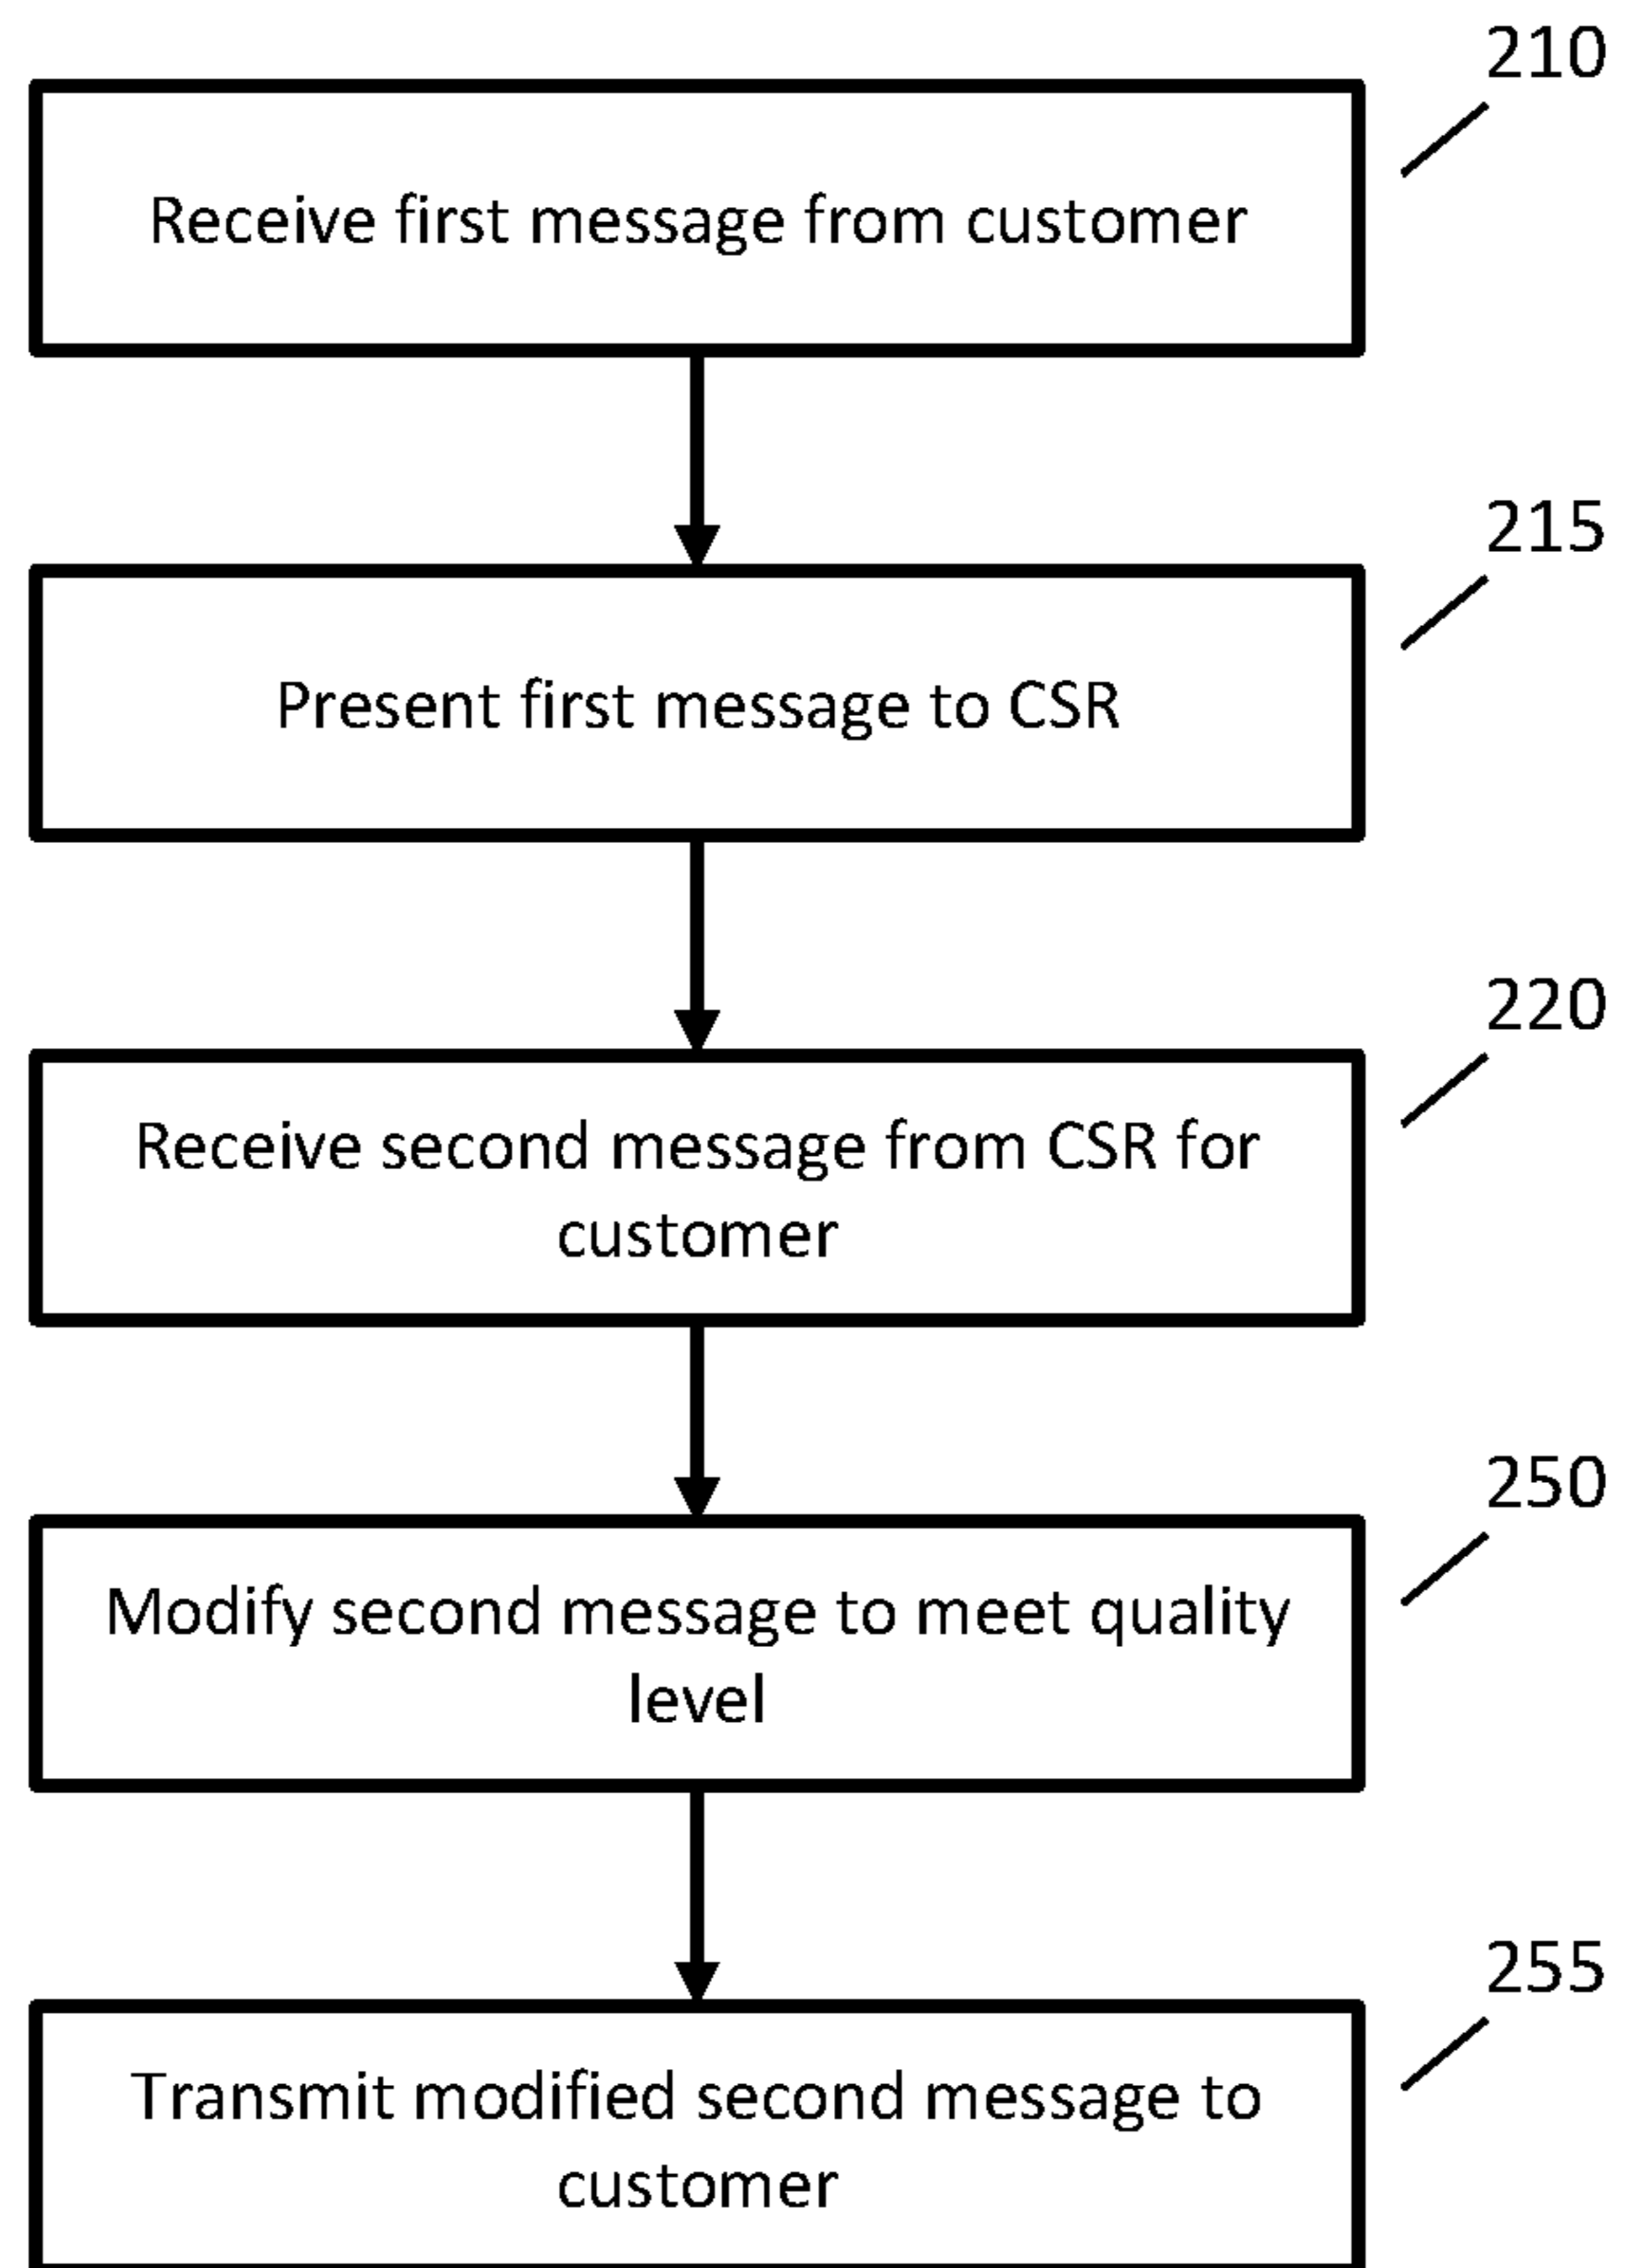 210
Receive first message from customer
215
Present first message to CSR
220
Receive second message from CSR for
customer
250
Modify second message to meet quality
level
255
Transmit modified second message to
customer